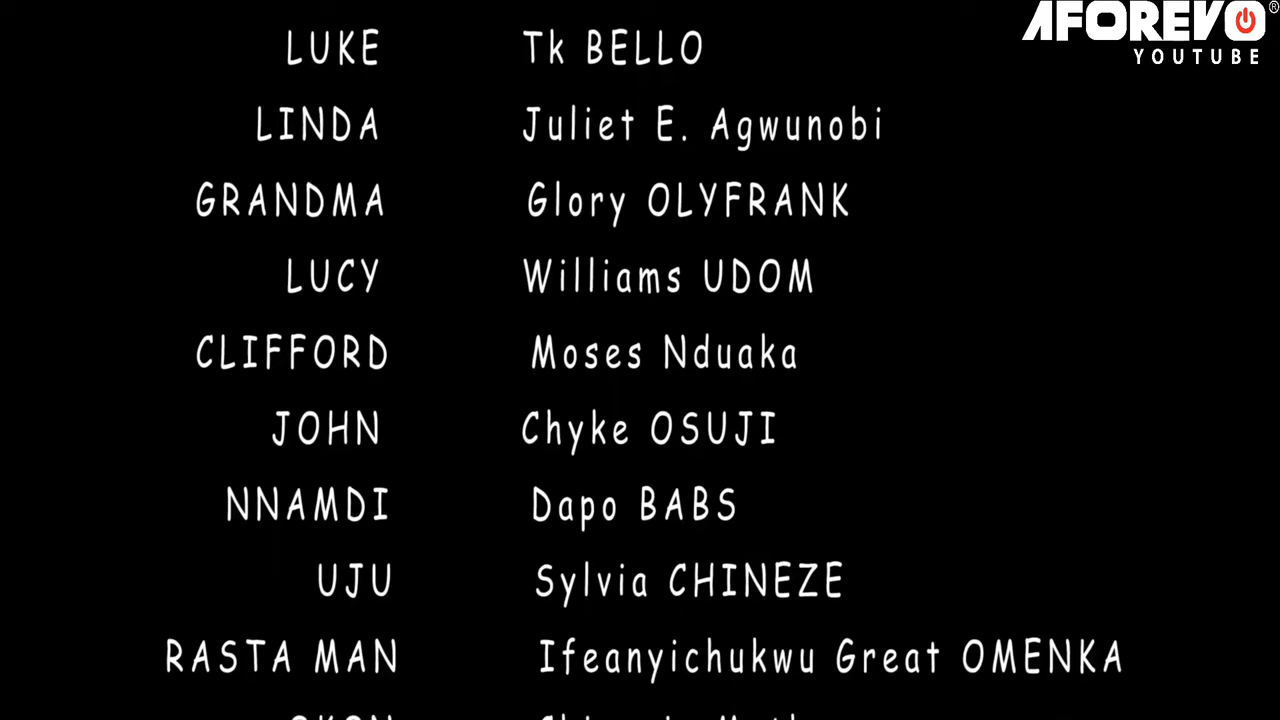 AFOREVO®
YOUTUBE
LUKE Tk BELLO
LINDA Juliet E. Agwunobi
GRANDMA Glory OLYFRANK
LUCY Williams UDOM
CLIFFORD Moses Nduaka
JOHN Chyke OSUJI
NNAMDI Dapo BABS
UJU Sylvia CHINEZE
RASTA MAN Ifeanyichukwu Great OMENKA